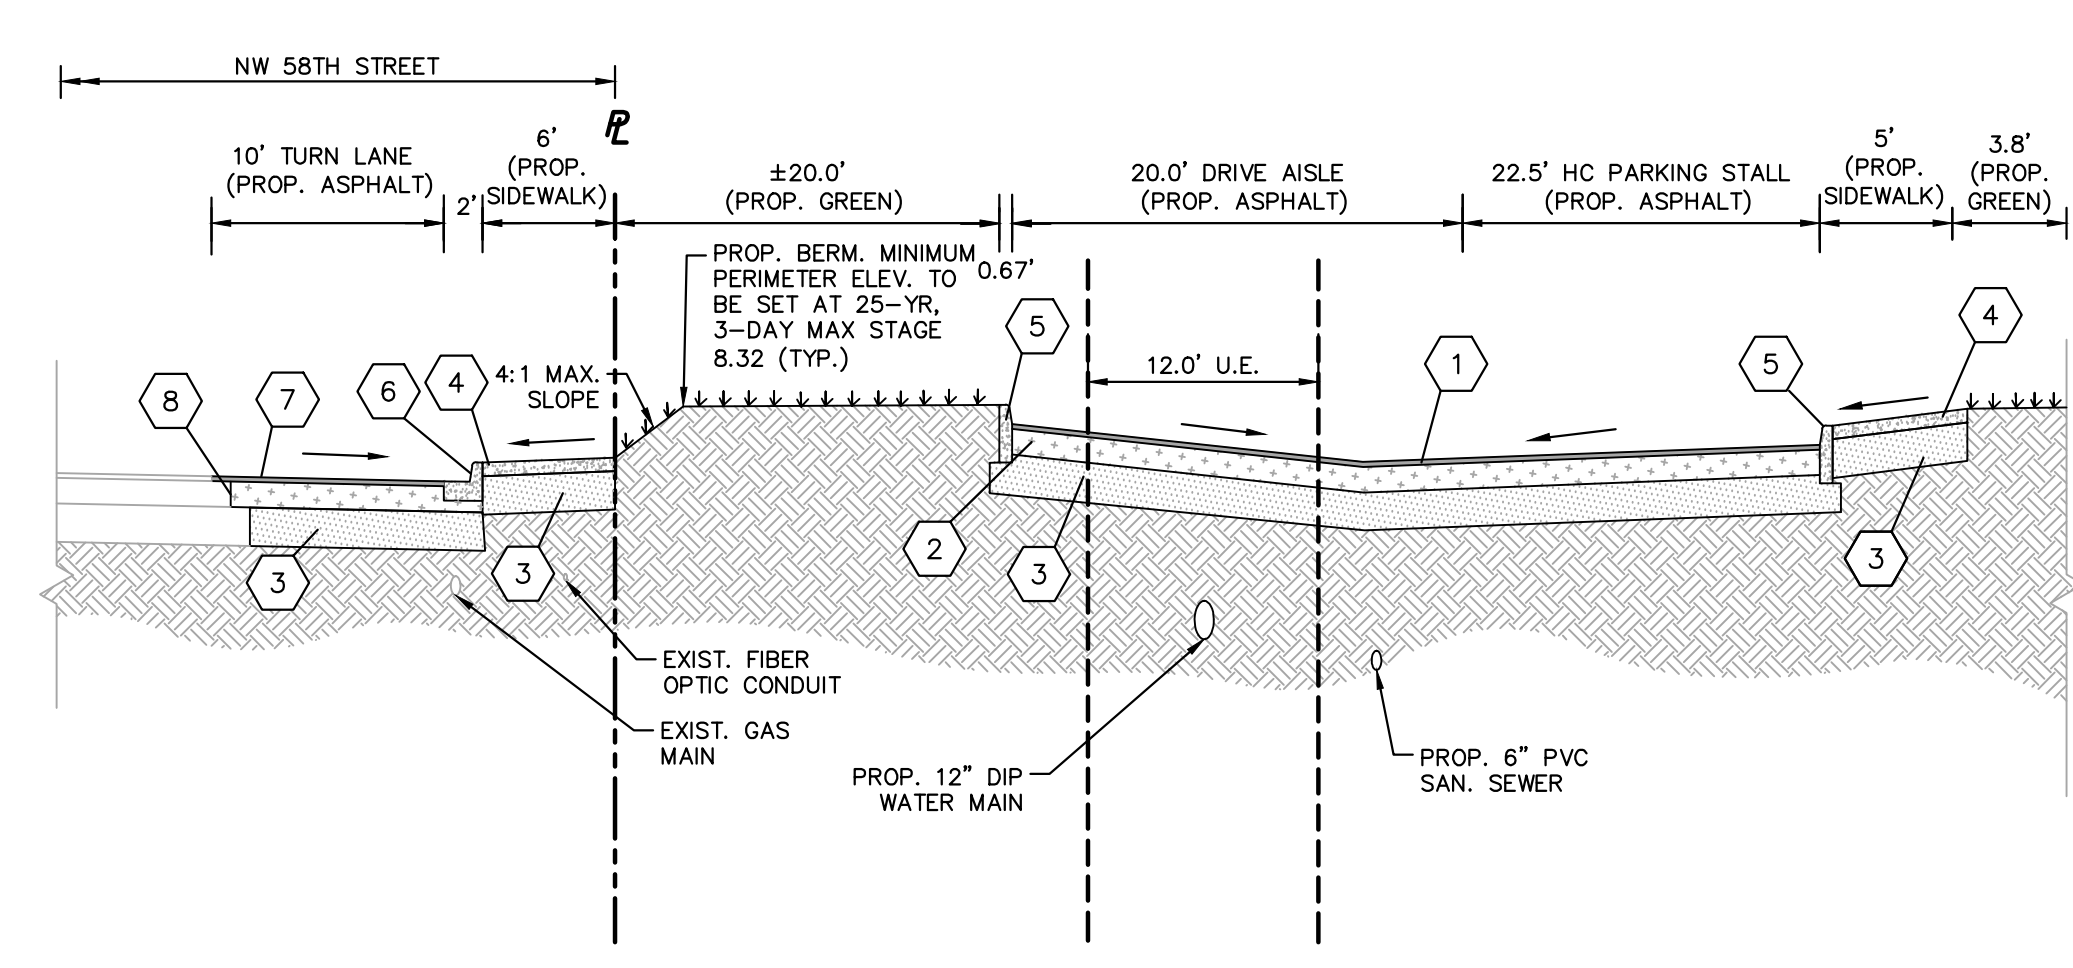 NW 58TH STREET
PL
10' TURN LANE
(PROP. ASPHALT)
2'
6'
(PROP.
SIDEWALK)
±20.0'
(PROP. GREEN)
0.67'
20.0' DRIVE AISLE
(PROP. ASPHALT)
22.5' HC PARKING STALL
(PROP. ASPHALT)
5'
(PROP.
SIDEWALK)
3.8'
(PROP.
GREEN)
PROP. BERM. MINIMUM
PERIMETER ELEV. TO
BE SET AT 25-YR,
3-DAY MAX STAGE
8.32 (TYP.)
4:1 MAX.
SLOPE
12.0' U.E.
8
7
6
4
5
1
5
4
3
3
2
3
3
EXIST. FIBER
OPTIC CONDUIT
EXIST. GAS
MAIN
PROP. 12" DIP
WATER MAIN
PROP. 6" PVC
SAN. SEWER